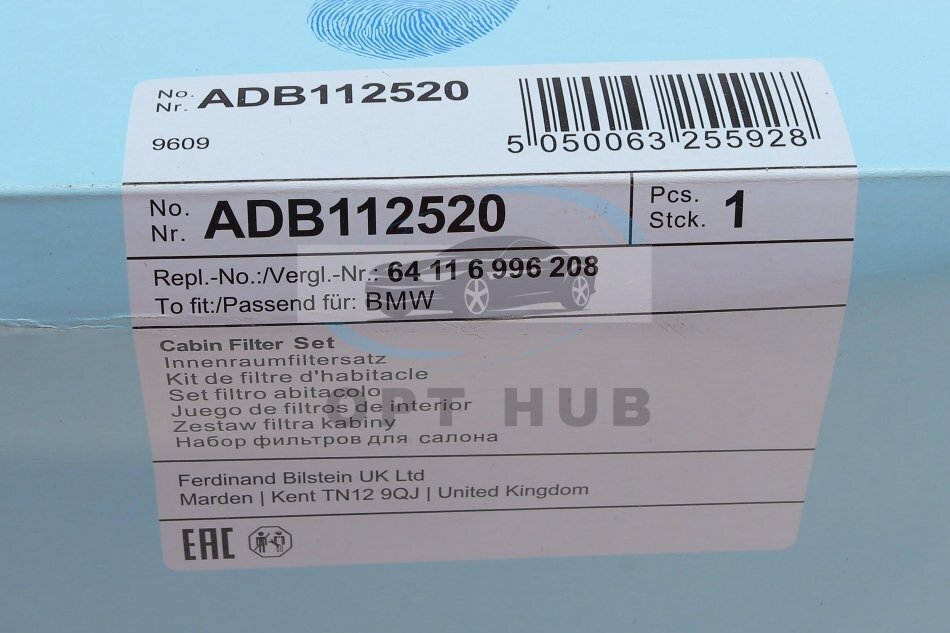 No.
Nr. ADB112520
9609
5 050063 255928
No.
Nr. ADB112520
Pcs.
Stck. 1
Repl.-No.:/Vergl.-Nr.: 64 11 6 996 208
To fit:/Passend für: BMW
Cabin Filter Set
Innenraumfiltersatz
Kit de filtre d'habitacle
Set filtro abitacolo
Juego de filtros de interior
Zestaw filtra kabiny
Набор фильтров для салона
OPT HUB
Ferdinand Bilstein UK Ltd
Marden | Kent TN12 9QJ | United Kingdom
EAC